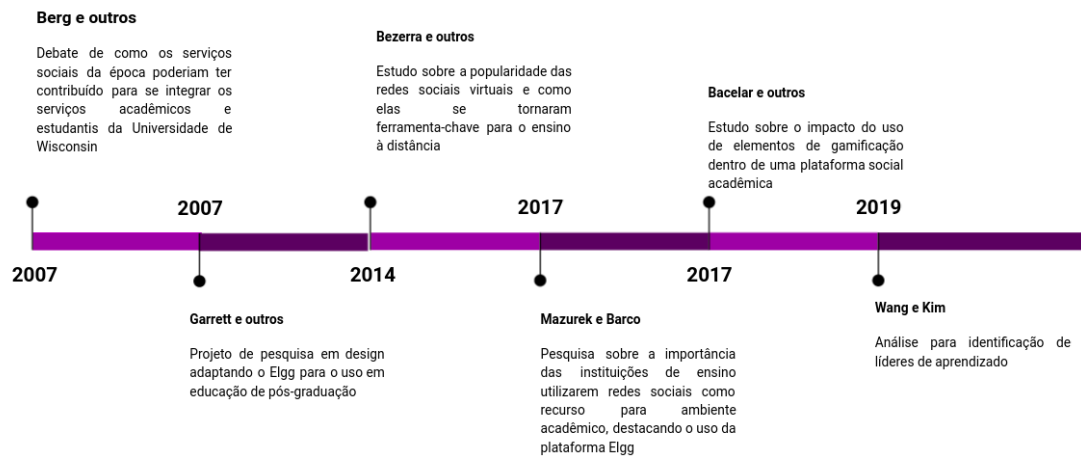 Berg e outros
Debate de como os serviços
sociais da época poderiam ter
contribuído para se integrar os
serviços acadêmicos e
estudantis da Universidade de
Wisconsin
2007
2007
Garrett e outros
Projeto de pesquisa em design
adaptando o Elgg para o uso em
educação de pós-graduação
Bezerra e outros
Estudo sobre a popularidade das
redes sociais virtuais e como
elas se tornaram
ferramenta-chave para o ensino
à distância
2014
2017
Mazurek e Barco
Pesquisa sobre a importância
das instituições de ensino
utilizarem redes sociais como
recurso para ambiente
acadêmico, destacando o uso da
plataforma Elgg
Bacelar e outros
Estudo sobre o impacto do uso
de elementos de gamificação
dentro de uma plataforma social
acadêmica
2017
2019
Wang e Kim
Análise para identificação de
líderes de aprendizado